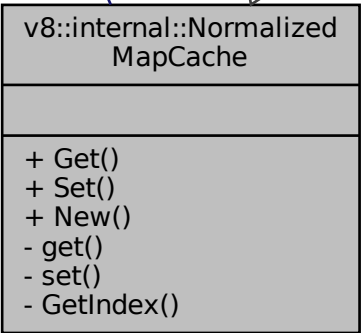 v8::internal::Normalized
MapCache
+ Get()
+ Set()
+ New()
- get()
- set()
- GetIndex()